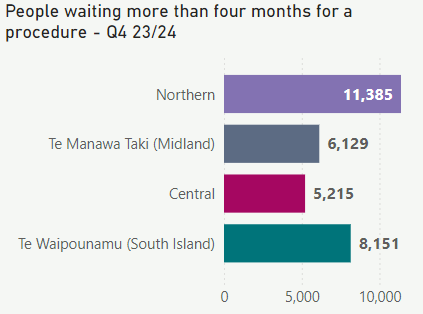 People waiting more than four months for a
procedure - Q4 23/24
Northern 11,385
Te Manawa Taki (Midland) 6,129
Central 5,215
Te Waipounamu (South Island) 8,151
0 5,000 10,000